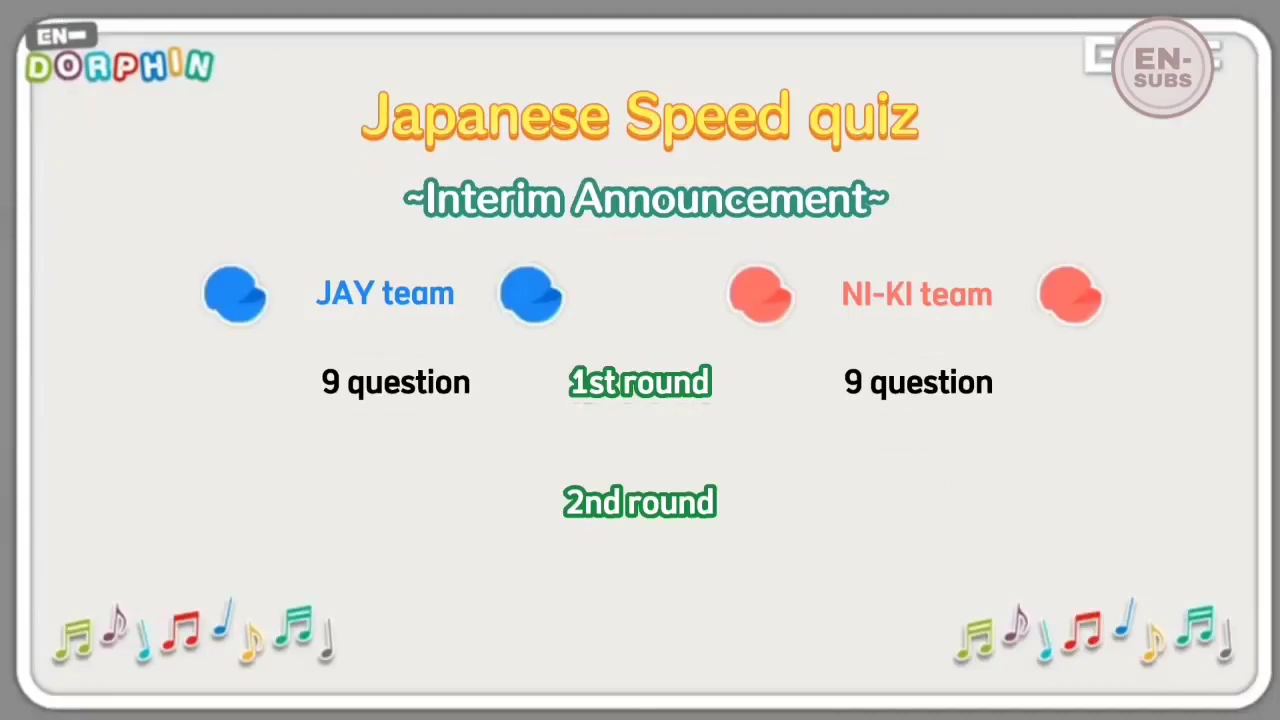 EN-
DORPHIN
EN-
SUBS
Japanese Speed quiz
~Interim Announcement~
JAY team
NI-KI team
9 question
1st round
9 question
2nd round